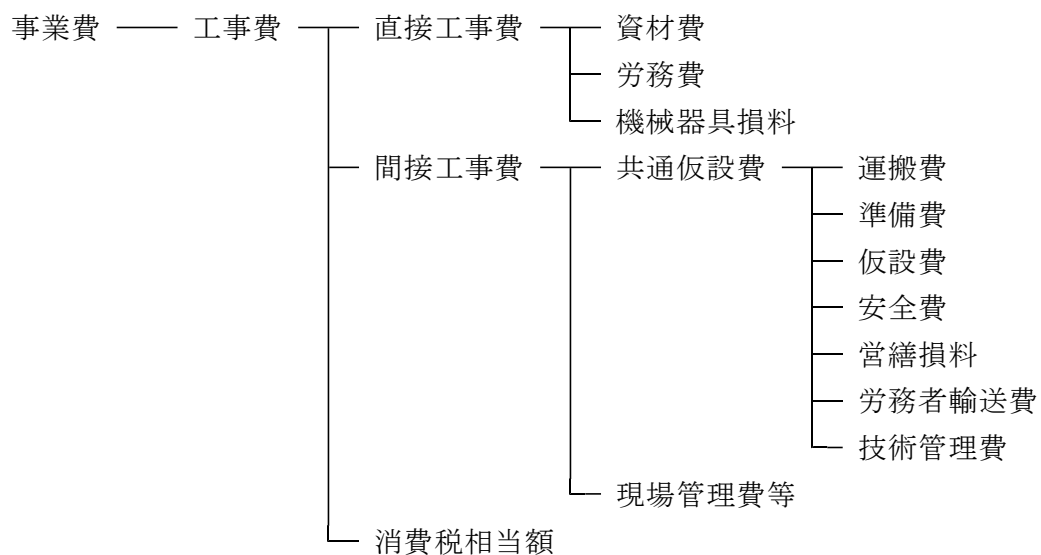 事業費 工事費 直接工事費 資材費
労務費
機械器具損料
間接工事費 共通仮設費 運搬費
準備費
仮設費
安全費
営繕損料
労務者輸送費
技術管理費
現場管理費等
消費税相当額